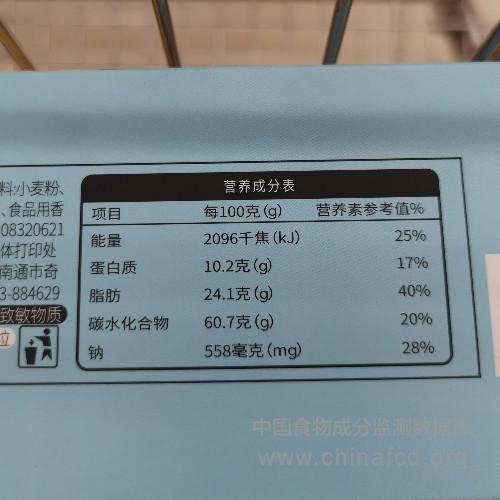 料:小麦粉、
、食品用香
08320621
体打印处
南通市奇
3-884629
致敏物质
位
营养成分表
项目 每100克(g) 营养素参考值%
能量 2096千焦(kJ) 25%
蛋白质 10.2克(g) 17%
脂肪 24.1克(g) 40%
碳水化合物 60.7克(g) 20%
钠 558毫克(mg) 28%
中国食物成分监测数据库
www.chinafcd.org